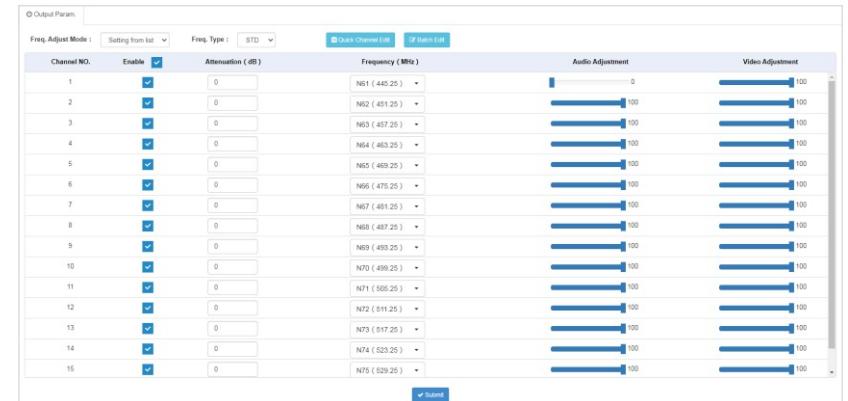 Output Param.
Freq. Adjust Mode : Setting from list Freq. Type : STD Quick Channel Edit Batch Edit
Channel NO. Enable Attenuation ( dB ) Frequency ( MHz ) Audio Adjustment Video Adjustment
1 0 N61 ( 445.25 ) 0 100
2 0 N62 ( 451.25 ) 100 100
3 0 N63 ( 457.25 ) 100 100
4 0 N64 ( 463.25 ) 100 100
5 0 N65 ( 469.25 ) 100 100
6 0 N66 ( 475.25 ) 100 100
7 0 N67 ( 481.25 ) 100 100
8 0 N68 ( 487.25 ) 100 100
9 0 N69 ( 493.25 ) 100 100
10 0 N70 ( 499.25 ) 100 100
11 0 N71 ( 505.25 ) 100 100
12 0 N72 ( 511.25 ) 100 100
13 0 N73 ( 517.25 ) 100 100
14 0 N74 ( 523.25 ) 100 100
15 0 N75 ( 529.25 ) 100 100
Submit